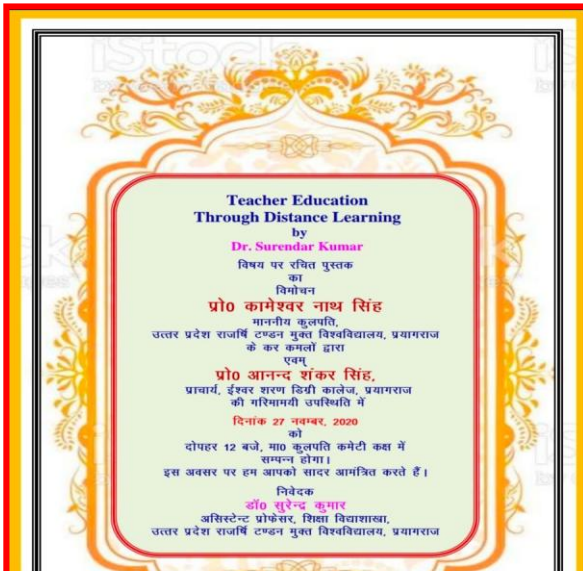 iStock
Teacher Education
Through Distance Learning
by
Dr. Surendar Kumar
विषय पर रचित पुस्तक
का
विमोचन
प्रो0 कामेश्वर नाथ सिंह
माननीय कुलपति,
उत्तर प्रदेश राजर्षि टण्डन मुक्त विश्वविद्यालय, प्रयागराज
के कर कमलों द्वारा
एवम्
प्रो0 आनन्द शंकर सिंह,
प्राचार्य, ईश्वर शरण डिग्री कालेज, प्रयागराज
की गरिमामयी उपस्थिति में
दिनांक 27 नवम्बर, 2020
को
दोपहर 12 बजे, मा0 कुलपति कमेटी कक्ष में
सम्पन्न होगा।
इस अवसर पर हम आपको सादर आमंत्रित करते हैं।
निवेदक
डॉ0 सुरेन्द्र कुमार
असिस्टेन्ट प्रोफेसर, शिक्षा विद्याशाखा,
उत्तर प्रदेश राजर्षि टण्डन मुक्त विश्वविद्यालय, प्रयागराज